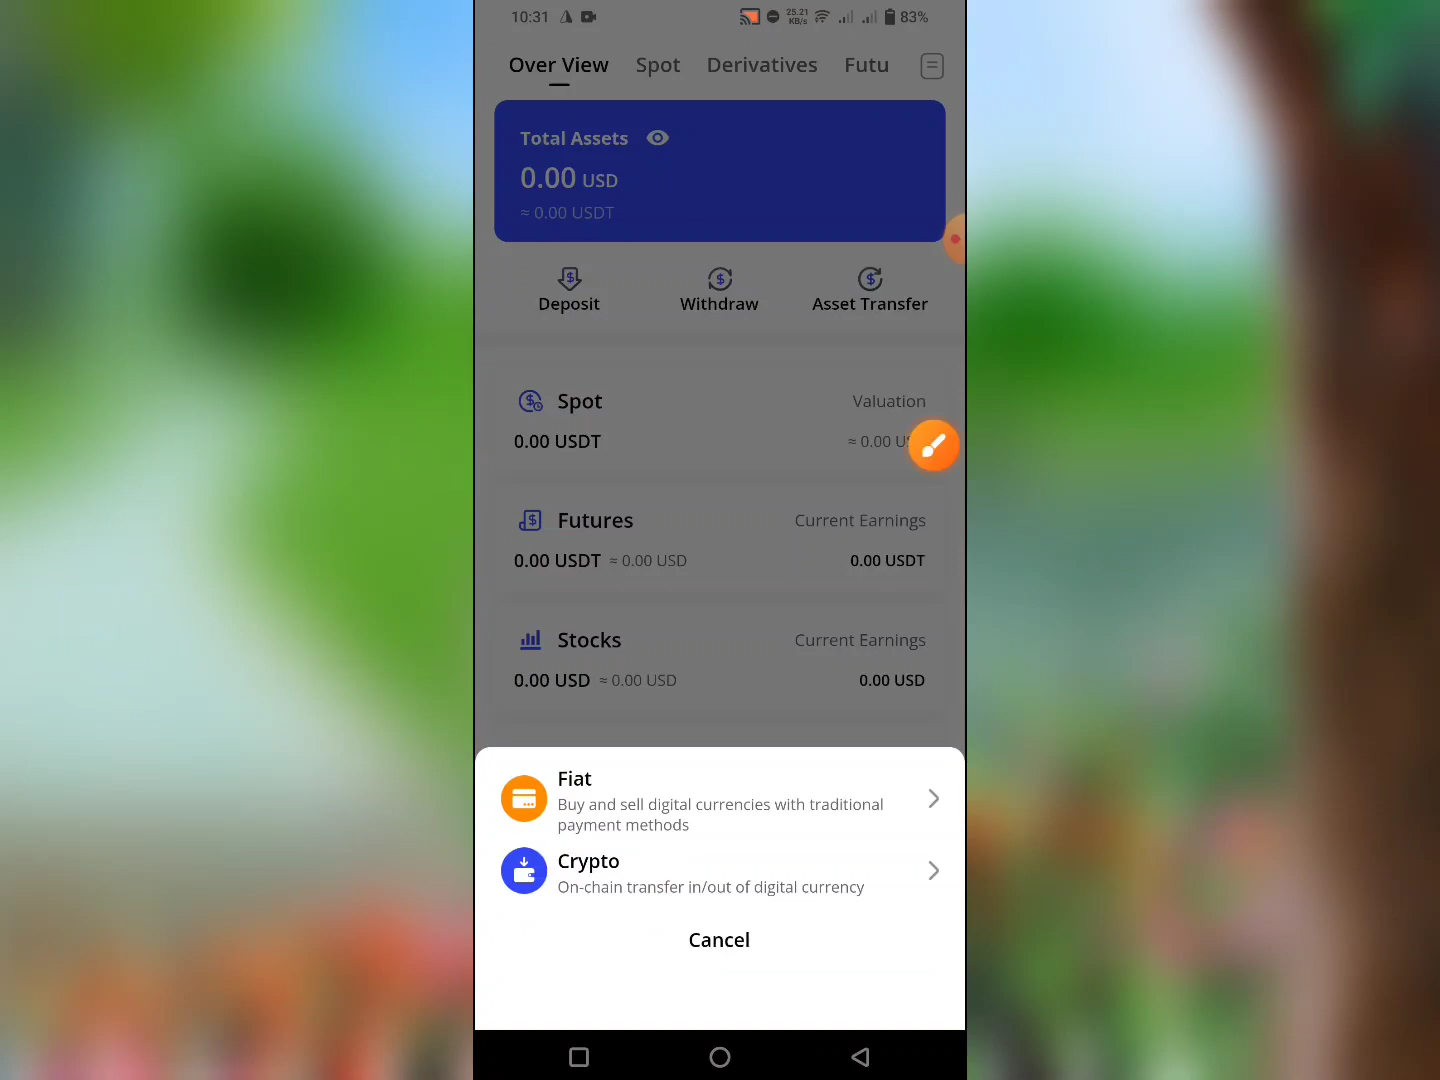 10:31 25.21 KB/s 83%
Over View Spot Derivatives Futu
Total Assets
0.00 USD
≈ 0.00 USDT
Deposit Withdraw Asset Transfer
Spot Valuation
0.00 USDT ≈ 0.00
Futures Current Earnings
0.00 USDT ≈ 0.00 USD 0.00 USDT
Stocks Current Earnings
0.00 USD ≈ 0.00 USD 0.00 USD
Fiat
Buy and sell digital currencies with traditional
payment methods
Crypto
On-chain transfer in/out of digital currency
Cancel